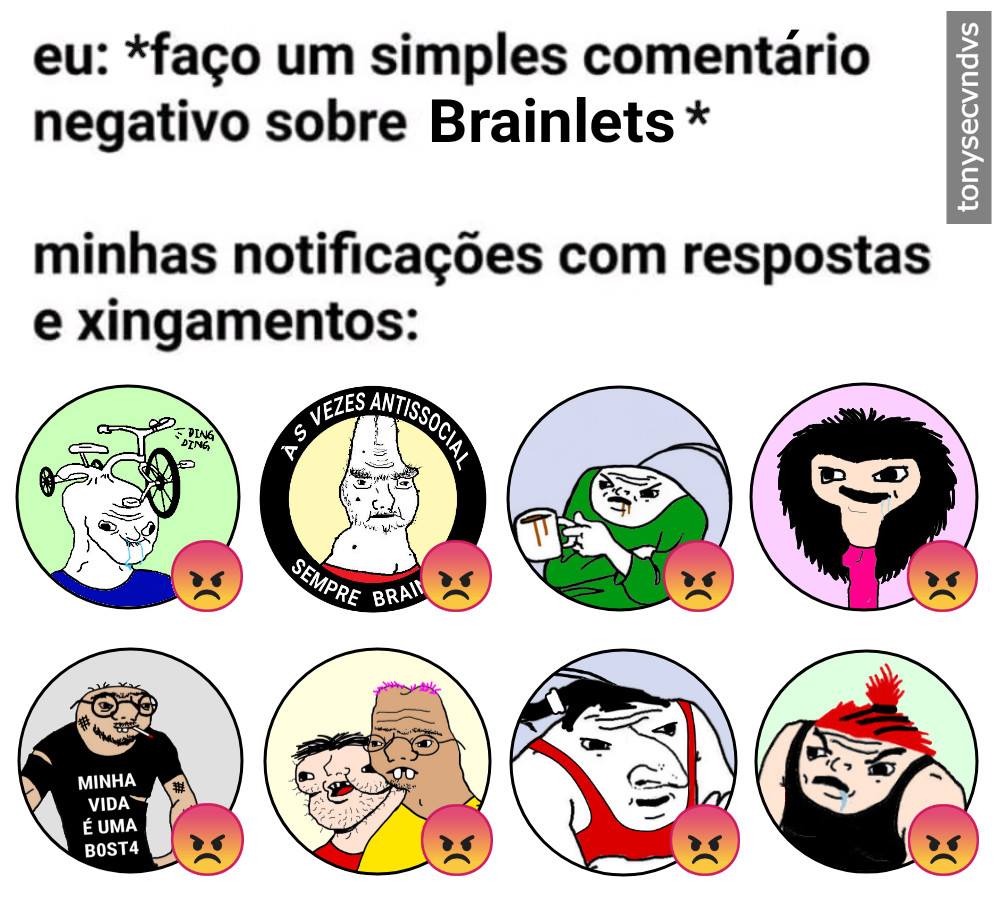 eu: *faço um simples comentário
negativo sobre Brainlets *
tonysecvndvs
minhas notificações com respostas
e xingamentos:
DING
DING
ÀS VEZES ANTISSOCIAL
SEMPRE BRAIN
MINHA
VIDA
É UMA
B0ST4